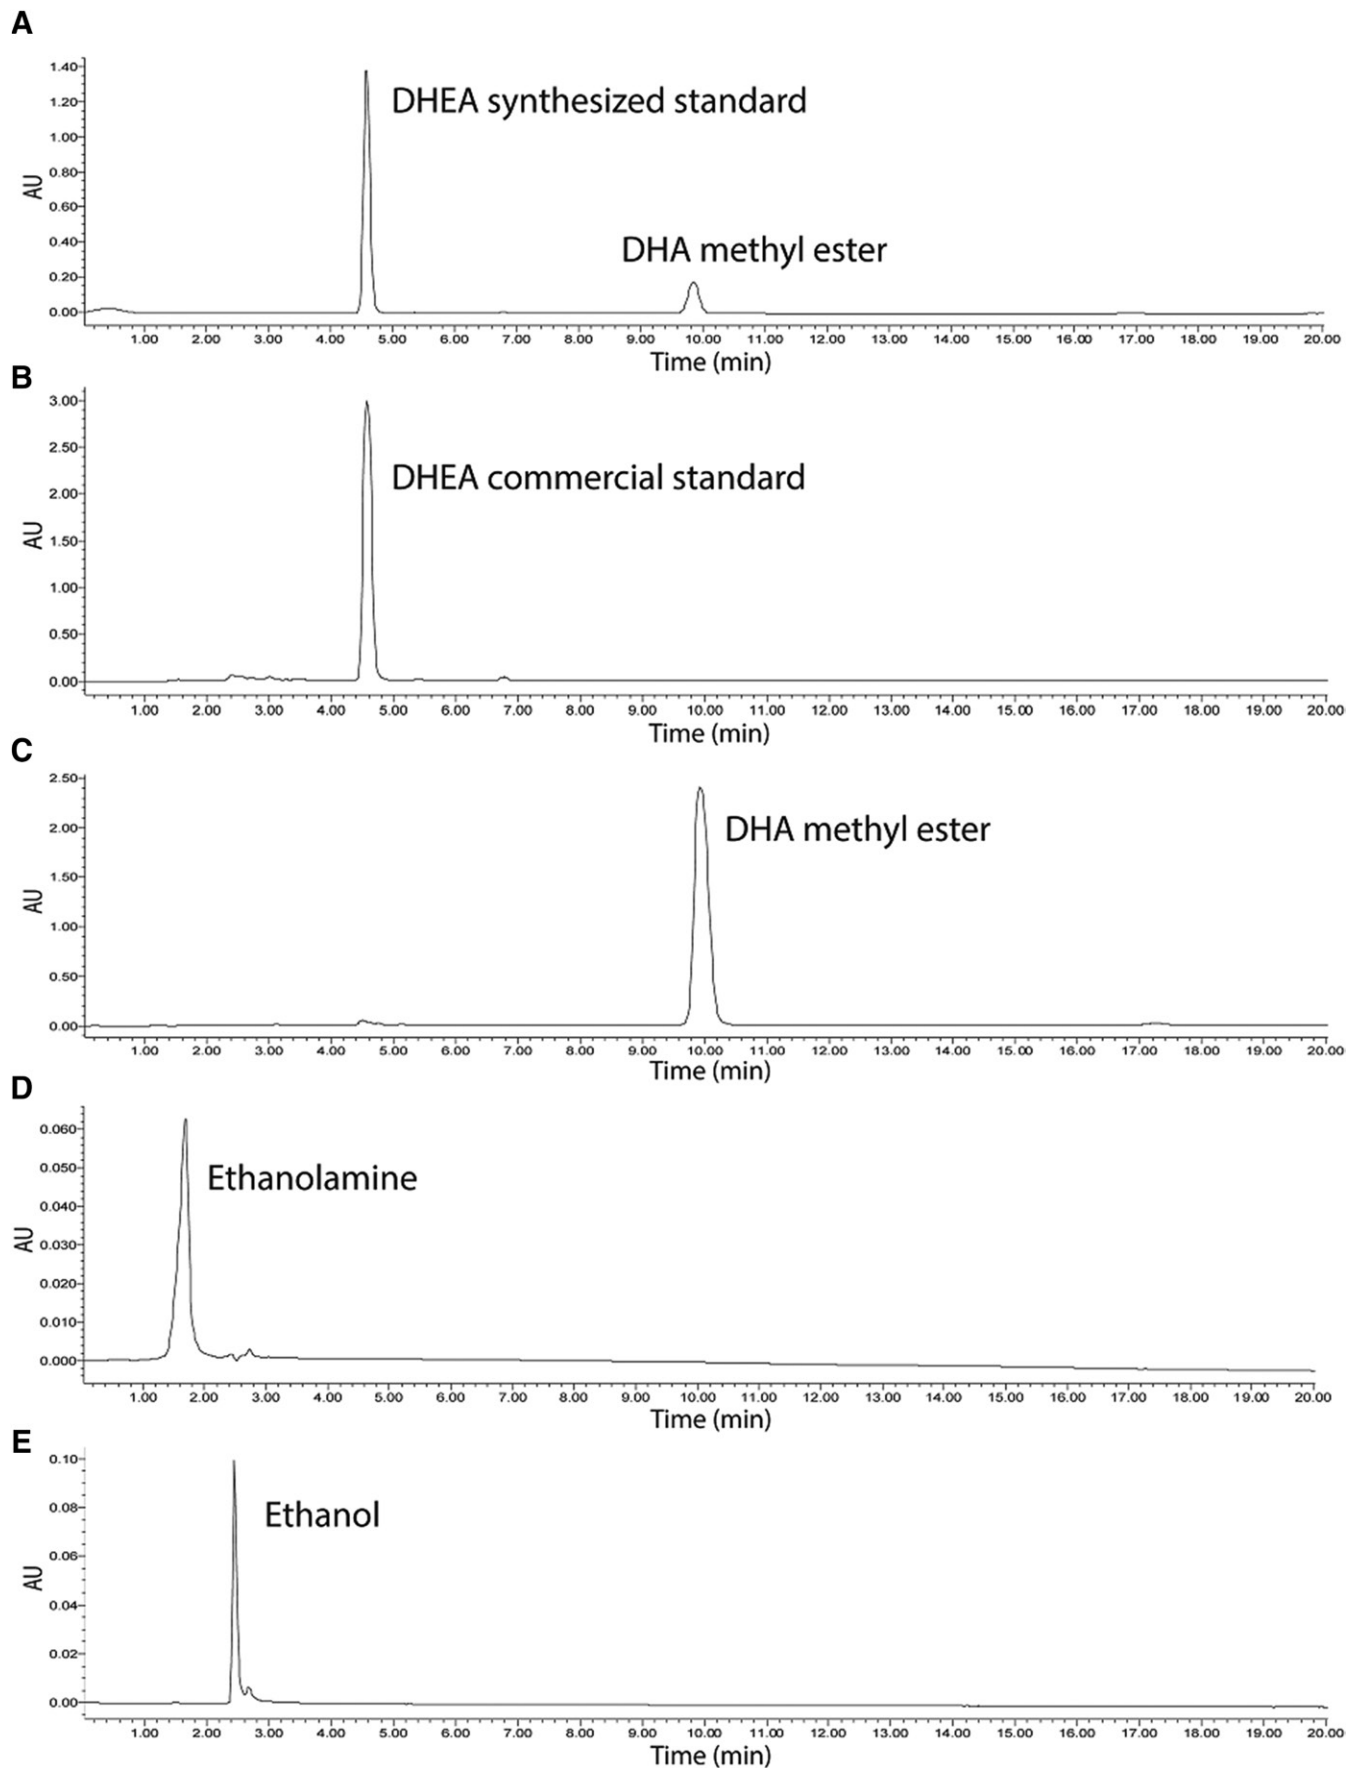 A
1.40
1.20
DHEA synthesized standard
1.00
0.80
AU
0.60
0.40
DHA methyl ester
0.20
0.00
1.00 2.00 3.00 4.00 5.00 6.00 7.00 8.00 9.00 10.00 11.00 12.00 13.00 14.00 15.00 16.00 17.00 18.00 19.00 20.00
Time (min)
B
3.00
2.50
DHEA commercial standard
2.00
AU
1.50
1.00
0.50
0.00
1.00 2.00 3.00 4.00 5.00 6.00 7.00 8.00 9.00 10.00 11.00 12.00 13.00 14.00 15.00 16.00 17.00 18.00 19.00 20.00
Time (min)
C
2.50
2.00
DHA methyl ester
1.50
AU
1.00
0.50
0.00
1.00 2.00 3.00 4.00 5.00 6.00 7.00 8.00 9.00 10.00 11.00 12.00 13.00 14.00 15.00 16.00 17.00 18.00 19.00 20.00
Time (min)
D
0.060
0.050
Ethanolamine
0.040
AU
0.030
0.020
0.010
0.000
1.00 2.00 3.00 4.00 5.00 6.00 7.00 8.00 9.00 10.00 11.00 12.00 13.00 14.00 15.00 16.00 17.00 18.00 19.00 20.00
Time (min)
E
0.10
0.08
Ethanol
0.06
AU
0.04
0.02
0.00
1.00 2.00 3.00 4.00 5.00 6.00 7.00 8.00 9.00 10.00 11.00 12.00 13.00 14.00 15.00 16.00 17.00 18.00 19.00 20.00
Time (min)